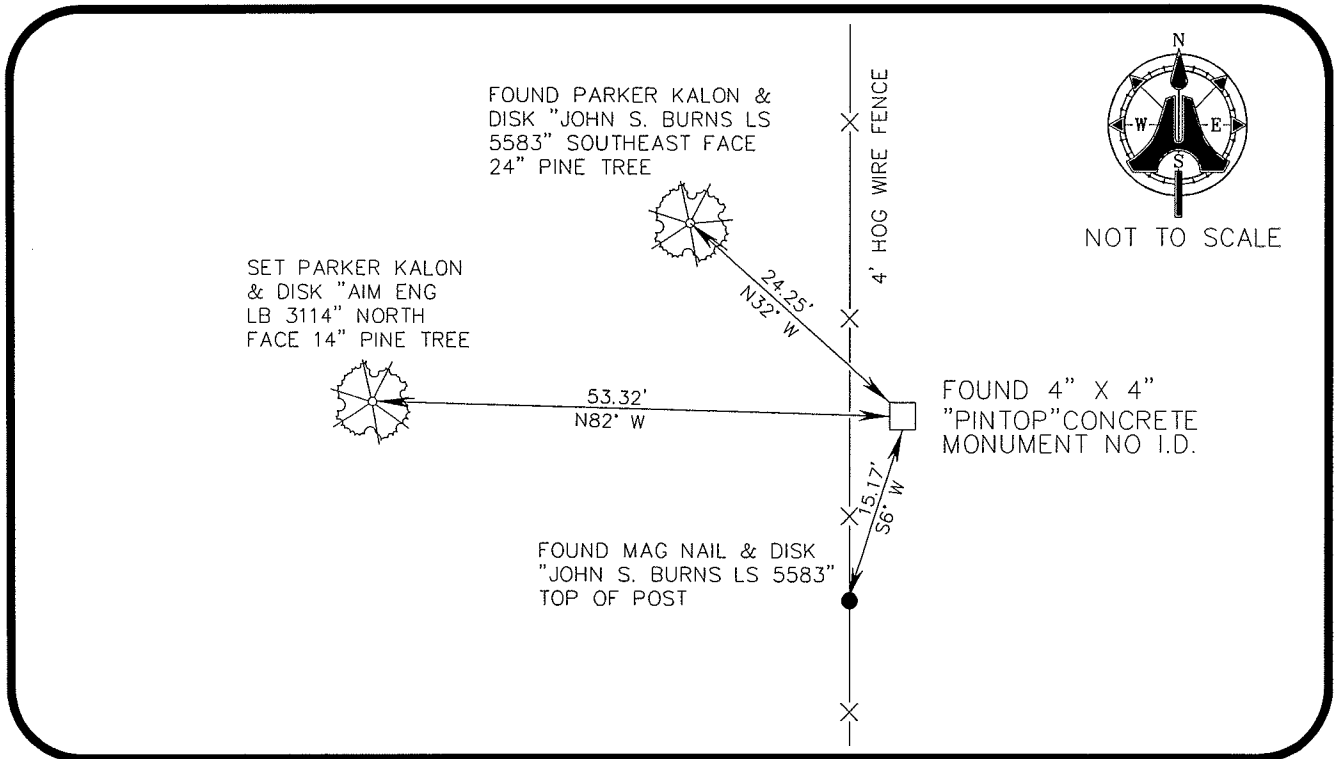 FOUND PARKER KALON &
DISK "JOHN S. BURNS LS
5583" SOUTHEAST FACE
24" PINE TREE
4' HOG WIRE FENCE
N
W
E
S
NOT TO SCALE
SET PARKER KALON
& DISK "AIM ENG
LB 3114" NORTH
FACE 14" PINE TREE
24.25'
N32° W
53.32'
N82° W
FOUND 4" X 4"
"PINTOP"CONCRETE
MONUMENT NO I.D.
15.17'
S6° W
FOUND MAG NAIL & DISK
"JOHN S. BURNS LS 5583"
TOP OF POST